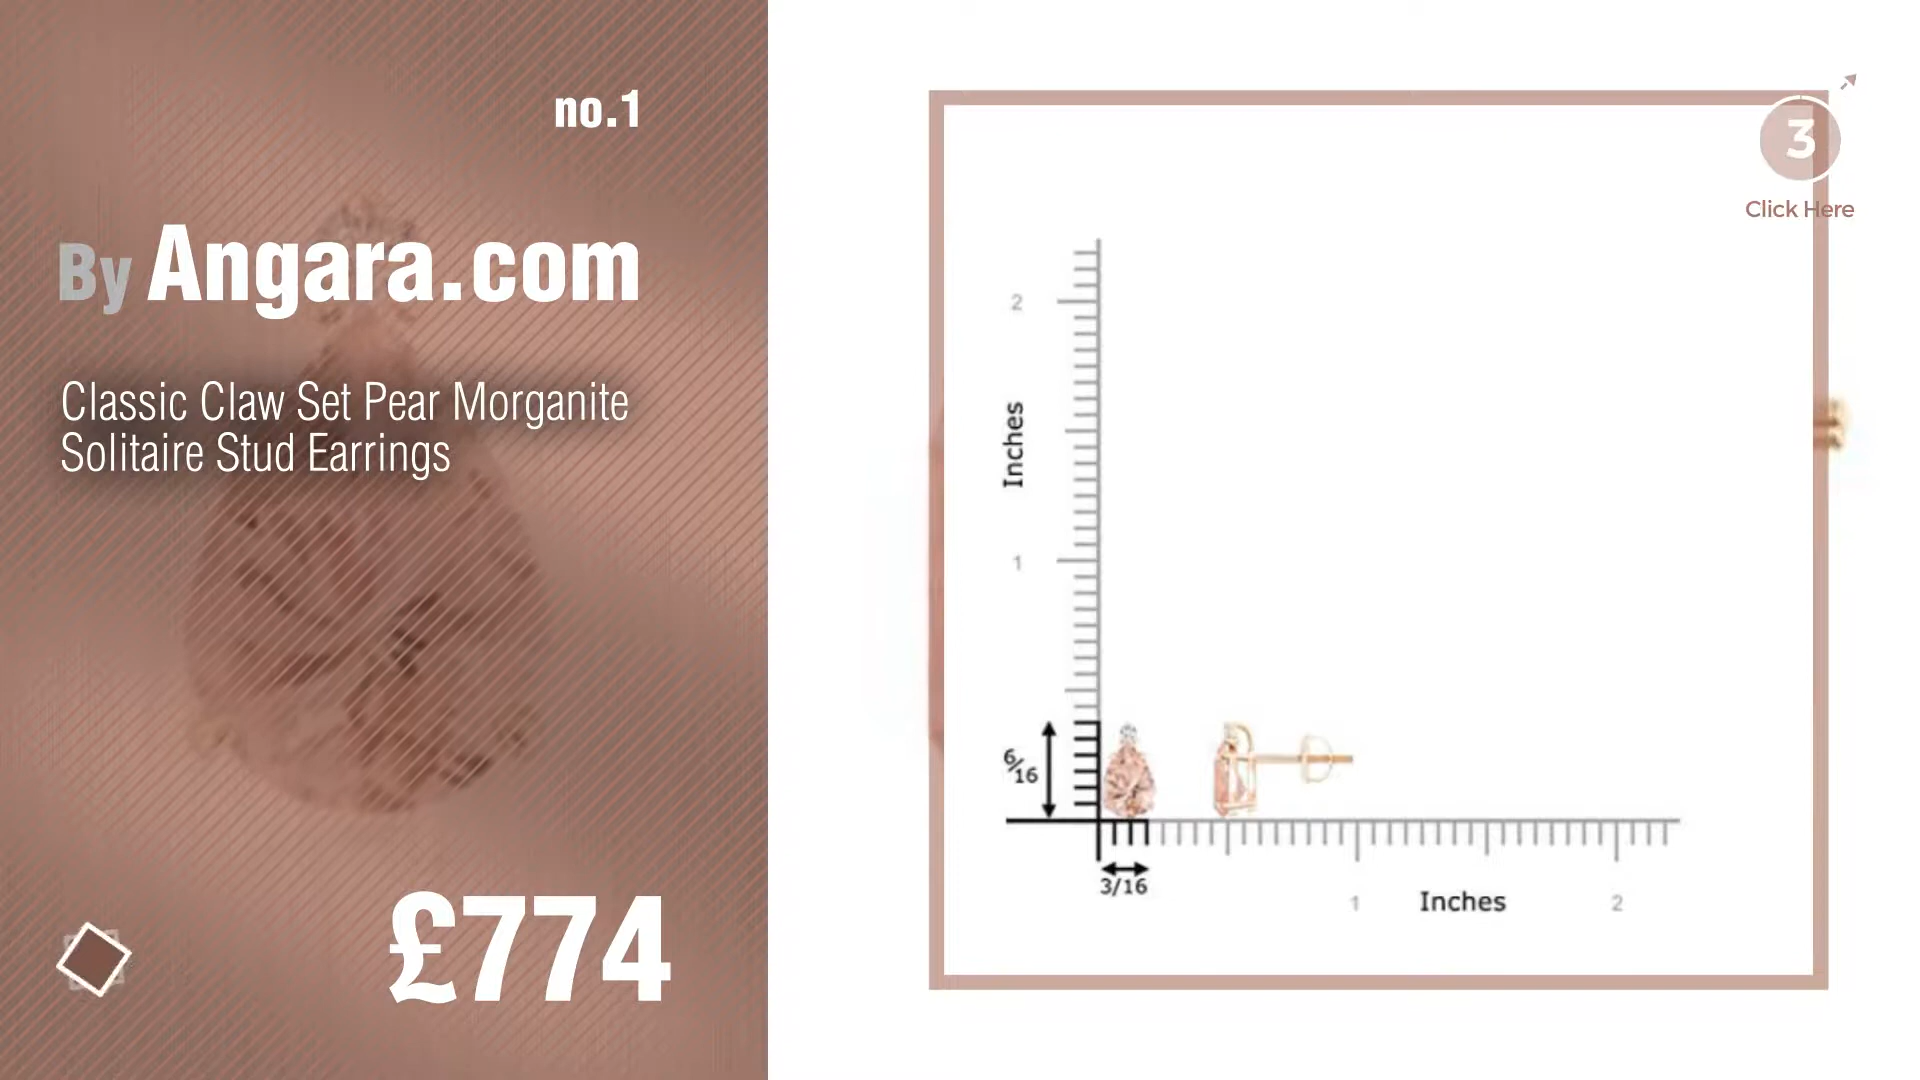 no.1
By Angara.com
Classic Claw Set Pear Morganite
Solitaire Stud Earrings
£774
3
Click Here
2
Inches
1
6/16
3/16
1
Inches
2